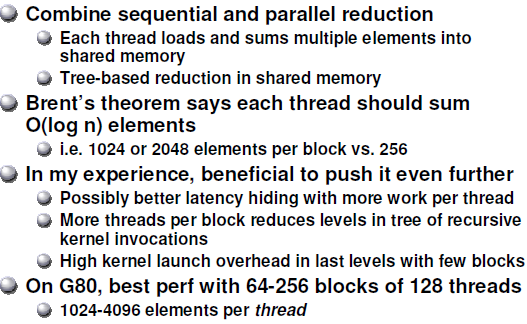 Combine sequential and parallel reduction
Each thread loads and sums multiple elements into
shared memory
Tree-based reduction in shared memory
Brent's theorem says each thread should sum
O(log n) elements
i.e. 1024 or 2048 elements per block vs. 256
In my experience, beneficial to push it even further
Possibly better latency hiding with more work per thread
More threads per block reduces levels in tree of recursive
kernel invocations
High kernel launch overhead in last levels with few blocks
On G80, best perf with 64-256 blocks of 128 threads
1024-4096 elements per thread